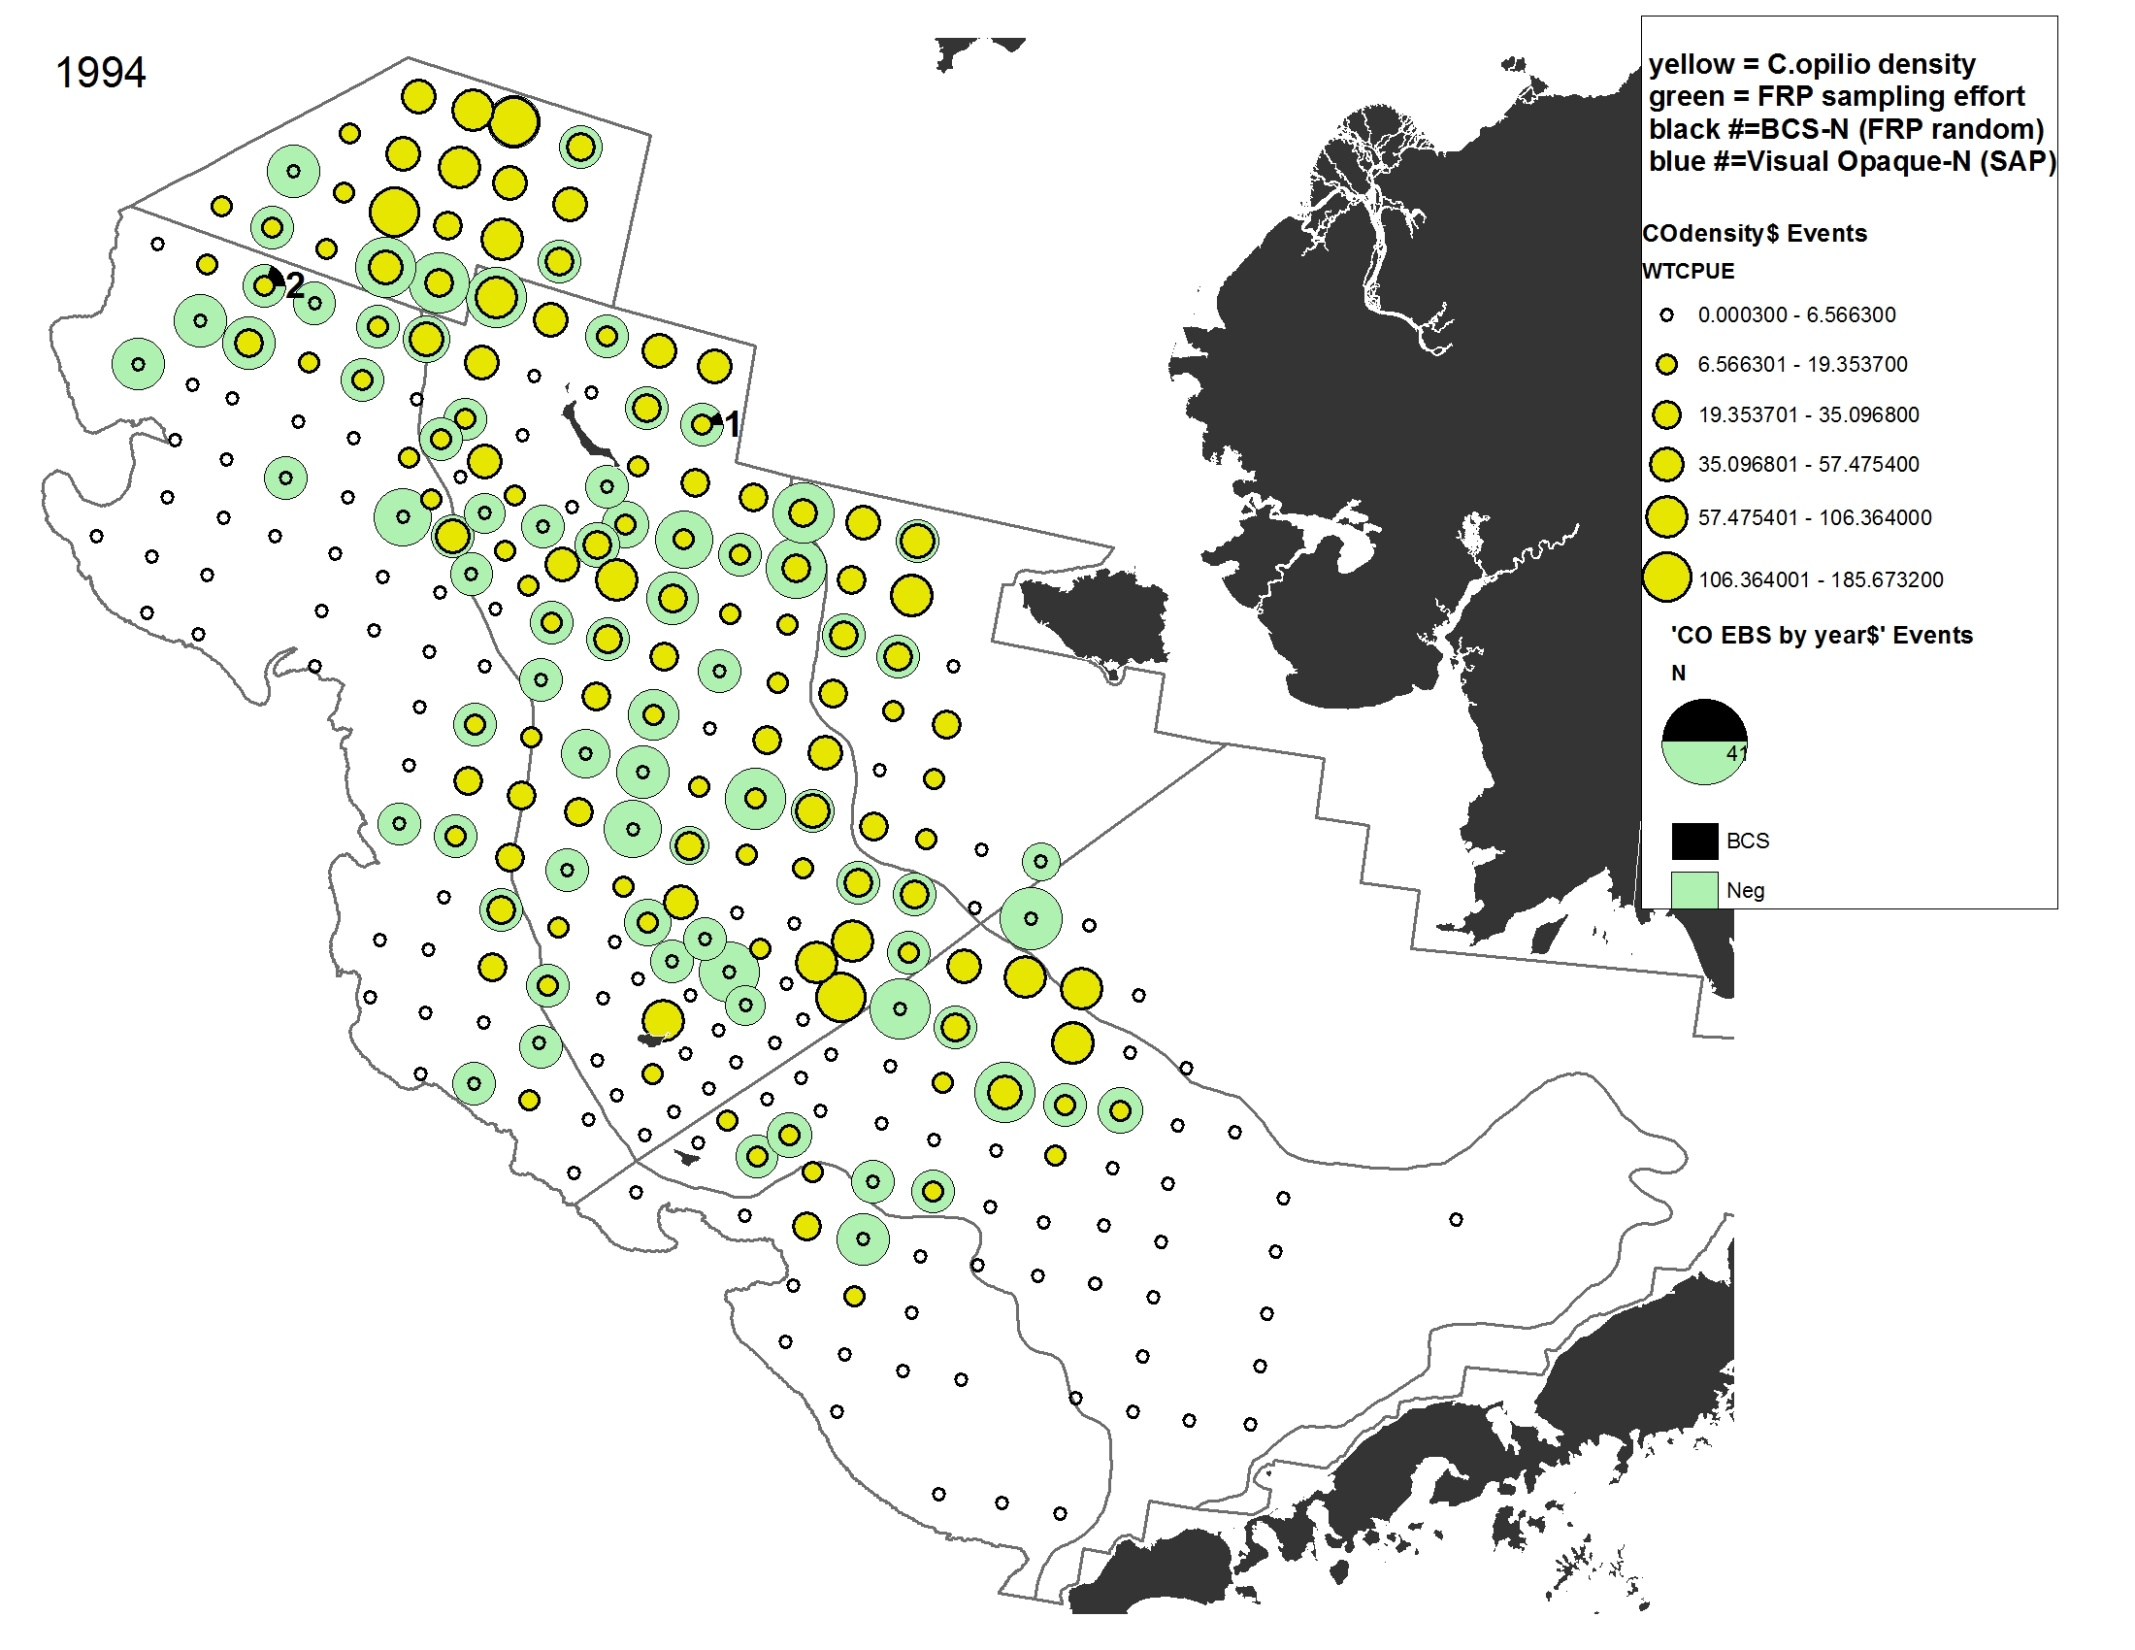 1994
yellow = C.opilio density
green = FRP sampling effort
black #=BCS-N (FRP random)
blue #=Visual Opaque-N (SAP)
COdensity$ Events
WTCPUE
0.000300 - 6.566300
6.566301 - 19.353700
19.353701 - 35.096800
35.096801 - 57.475400
57.475401 - 106.364000
106.364001 - 185.673200
'CO EBS by year$' Events
N
41
BCS
Neg
2
1